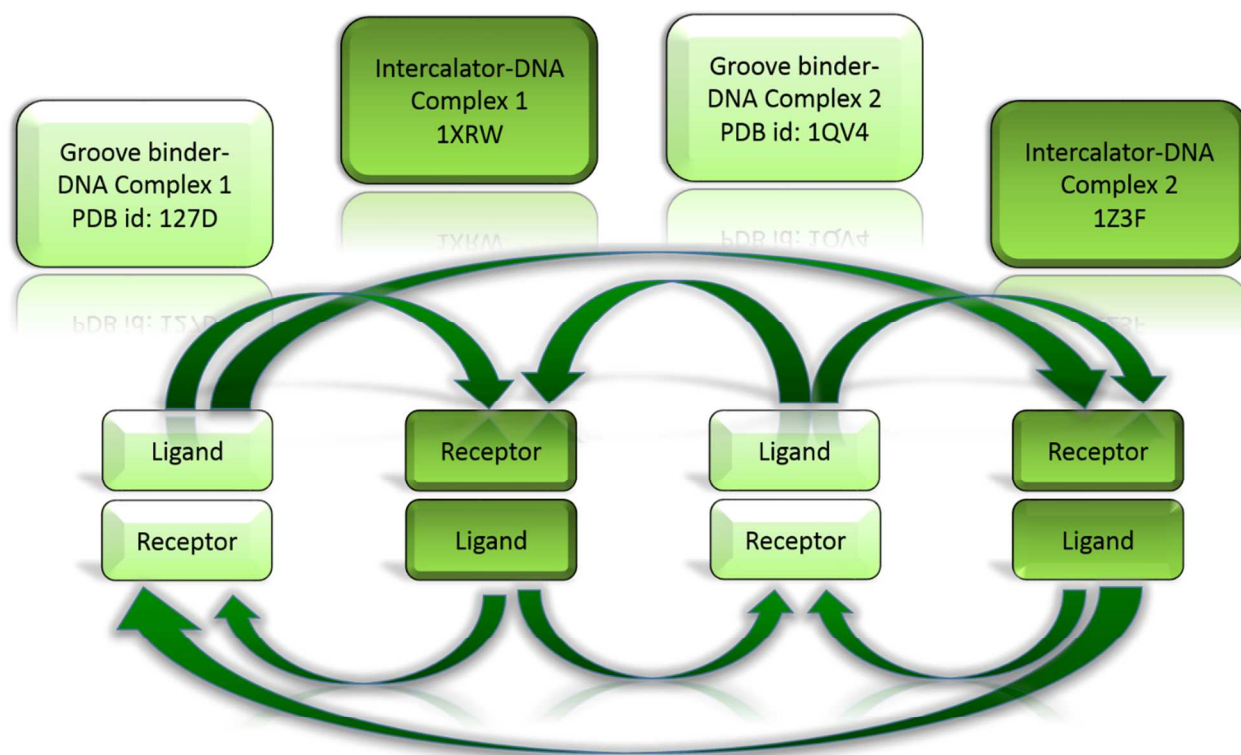 Groove binder-
DNA Complex 1
PDB id: 127D
Intercalator-DNA
Complex 1
1XRW
Groove binder-
DNA Complex 2
PDB id: 1QV4
Intercalator-DNA
Complex 2
1Z3F
Ligand
Receptor
Ligand
Receptor
Receptor
Ligand
Receptor
Ligand